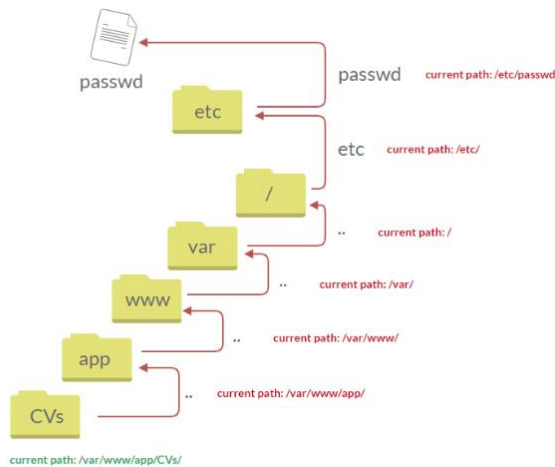 passwd
passwd current path: /etc/passwd
etc
etc current path: /etc/
/
.. current path: /
var
.. current path: /var/
www
.. current path: /var/www/
app
.. current path: /var/www/app/
CVs
current path: /var/www/app/CVs/